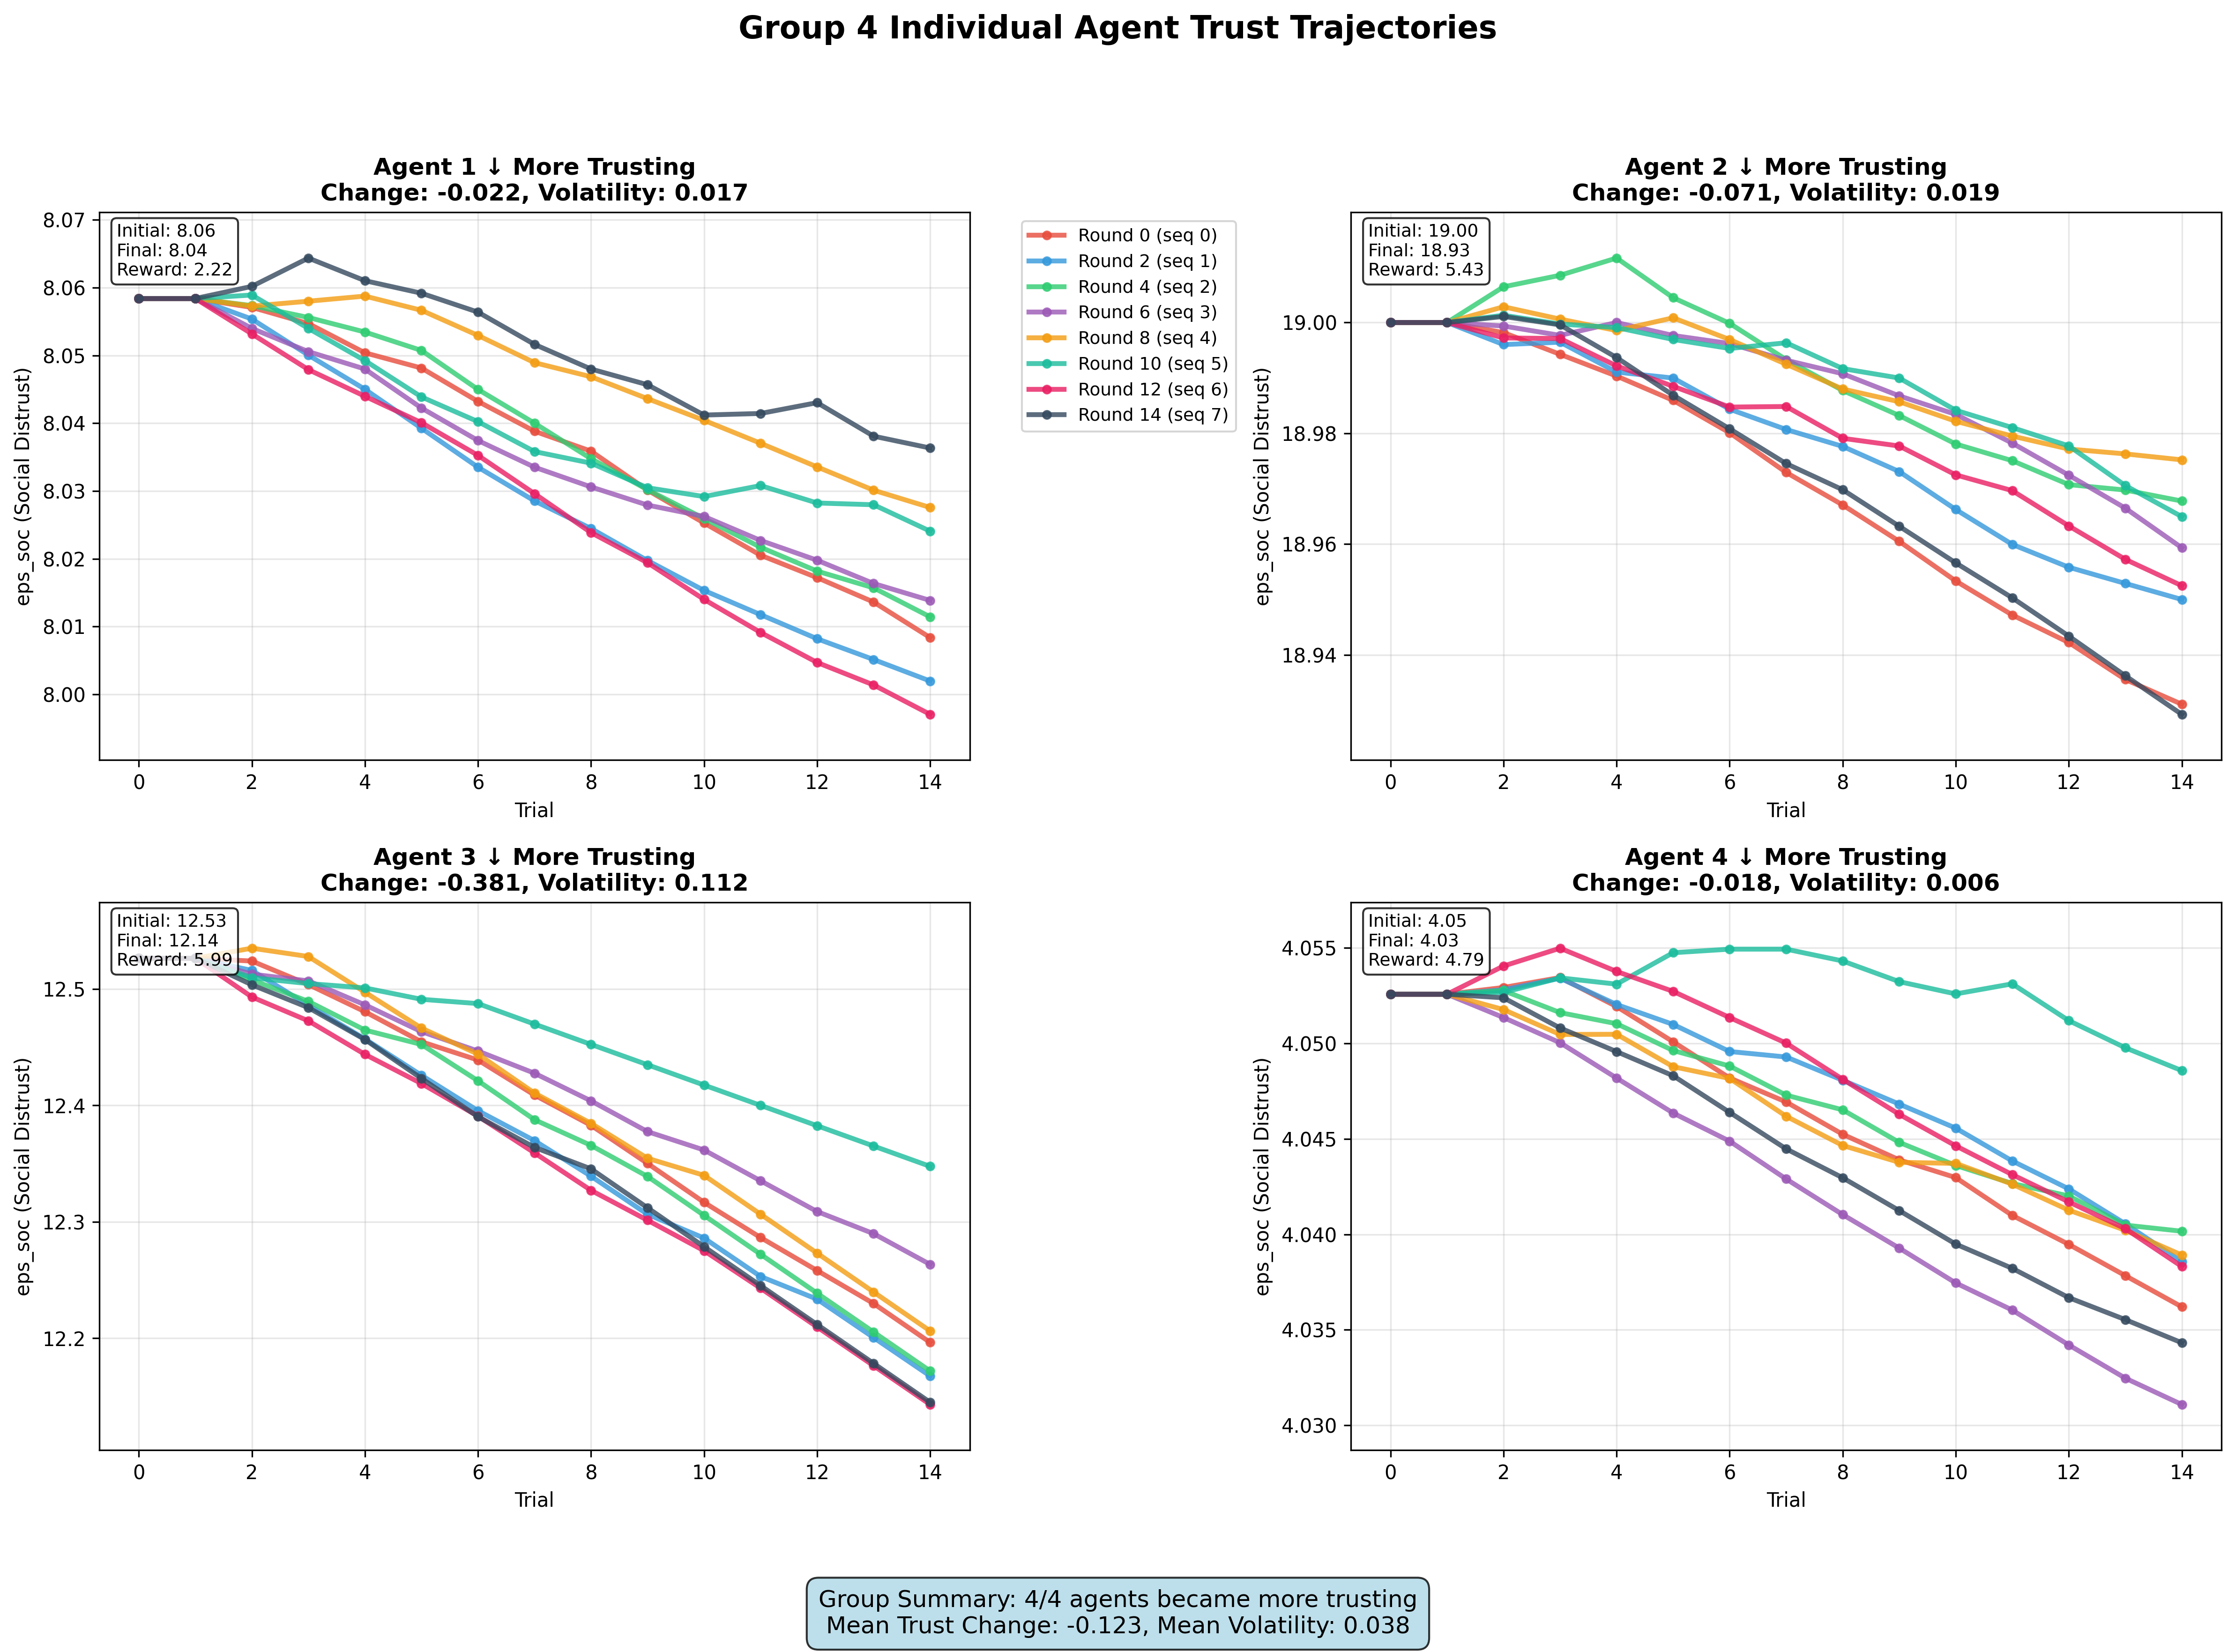 Group 4 Individual Agent Trust Trajectories
Agent 1 ↓ More Trusting
Change: -0.022, Volatility: 0.017
Initial: 8.06
Final: 8.04
Reward: 2.22
8.07
8.06
8.05
8.04
8.03
8.02
8.01
8.00
eps_soc (Social Distrust)
0 2 4 6 8 10 12 14
Trial
Round 0 (seq 0)
Round 2 (seq 1)
Round 4 (seq 2)
Round 6 (seq 3)
Round 8 (seq 4)
Round 10 (seq 5)
Round 12 (seq 6)
Round 14 (seq 7)
Agent 2 ↓ More Trusting
Change: -0.071, Volatility: 0.019
Initial: 19.00
Final: 18.93
Reward: 5.43
19.00
18.98
18.96
18.94
eps_soc (Social Distrust)
0 2 4 6 8 10 12 14
Trial
Agent 3 ↓ More Trusting
Change: -0.381, Volatility: 0.112
Initial: 12.53
Final: 12.14
Reward: 5.99
12.5
12.4
12.3
12.2
eps_soc (Social Distrust)
0 2 4 6 8 10 12 14
Trial
Agent 4 ↓ More Trusting
Change: -0.018, Volatility: 0.006
Initial: 4.05
Final: 4.03
Reward: 4.79
4.055
4.050
4.045
4.040
4.035
4.030
eps_soc (Social Distrust)
0 2 4 6 8 10 12 14
Trial
Group Summary: 4/4 agents became more trusting
Mean Trust Change: -0.123, Mean Volatility: 0.038